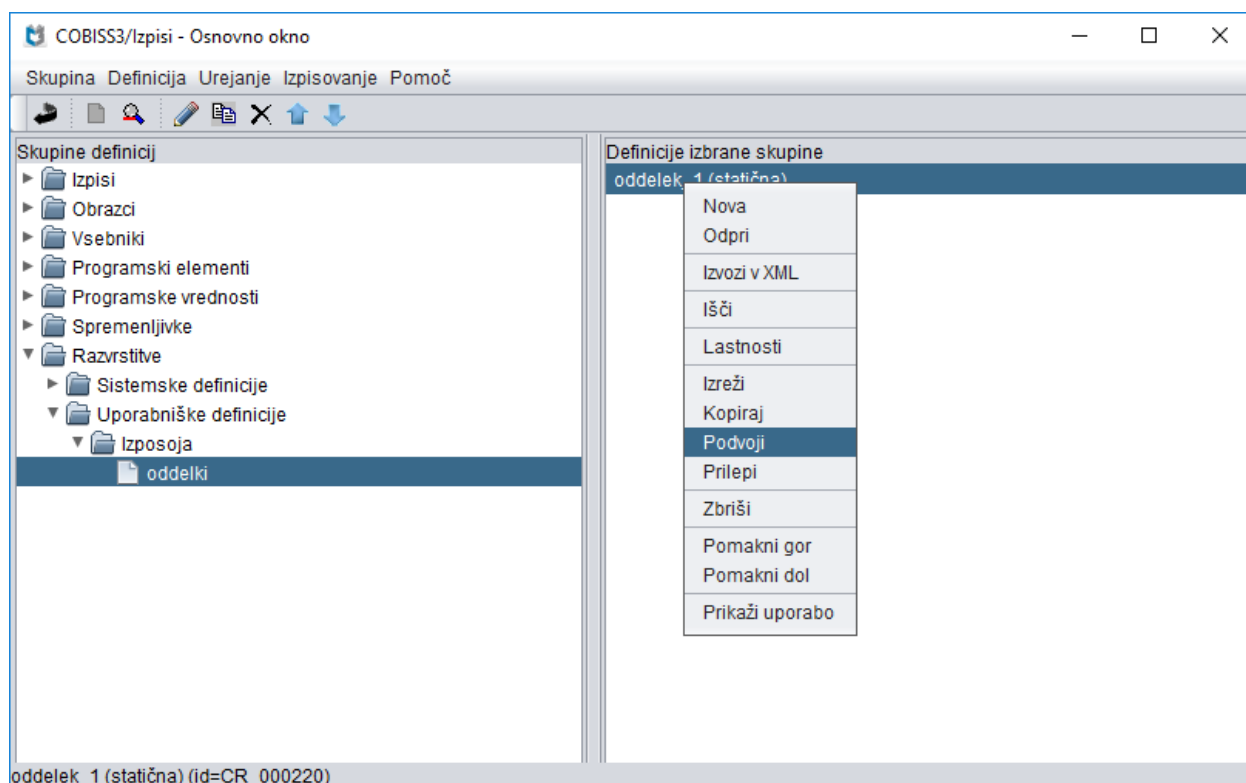 COBISS3/Izpisi - Osnovno okno
Skupina Definicija Urejanje Izpisovanje Pomoč
Skupine definicij
Izpisi
Obrazci
Vsebniki
Programski elementi
Programske vrednosti
Spremenljivke
Razvrstitve
Sistemske definicije
Uporabniške definicije
Izposoja
oddelki
Definicije izbrane skupine
oddelek_1 (statična)
Nova
Odpri
Izvozi v XML
Išči
Lastnosti
Izreži
Kopiraj
Podvoji
Prilepi
Zbriši
Pomakni gor
Pomakni dol
Prikaži uporabo
oddelek_1 (statična) (id=CR_000220)